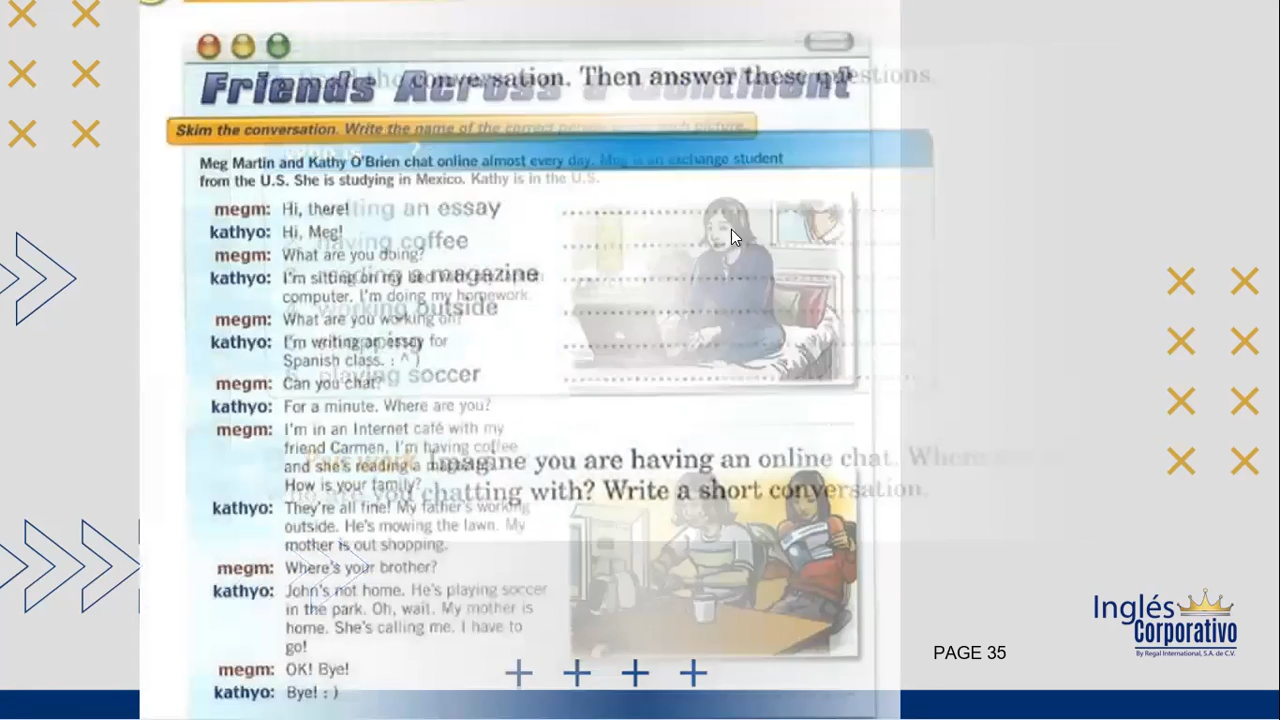 the conversation. Then answer these questions.
Friends Across a Continent
Skim the conversation. Write the name of the correct person under each picture.
Who is ?
Meg Martin and Kathy O'Brien chat online almost every day. Meg is an exchange student
from the U.S. She is studying in Mexico. Kathy is in the U.S.
megm: Hi, there!
kathyo: Hi, Meg!
megm: What are you doing?
kathyo: I'm sitting on my bed with my
computer. I'm doing my homework.
megm: What are you working on?
kathyo: I'm writing an essay for
Spanish class. : ^ )
megm: Can you chat?
kathyo: For a minute. Where are you?
megm: I'm in an Internet café with my
friend Carmen. I'm having coffee
and she's reading a magazine.
How is your family?
kathyo: They're all fine! My father's working
outside. He's mowing the lawn. My
mother is out shopping.
megm: Where's your brother?
kathyo: John's not home. He's playing soccer
in the park. Oh, wait. My mother is
home. She's calling me. I have to
go!
megm: OK! Bye!
kathyo: Bye! : )
writing an essay
having coffee
reading a magazine
working outside
shopping
playing soccer
Pair work Imagine you are having an online chat. Where
are you chatting with? Write a short conversation.
Inglés
Corporativo
By Regal International, S.A. de C.V.
PAGE 35